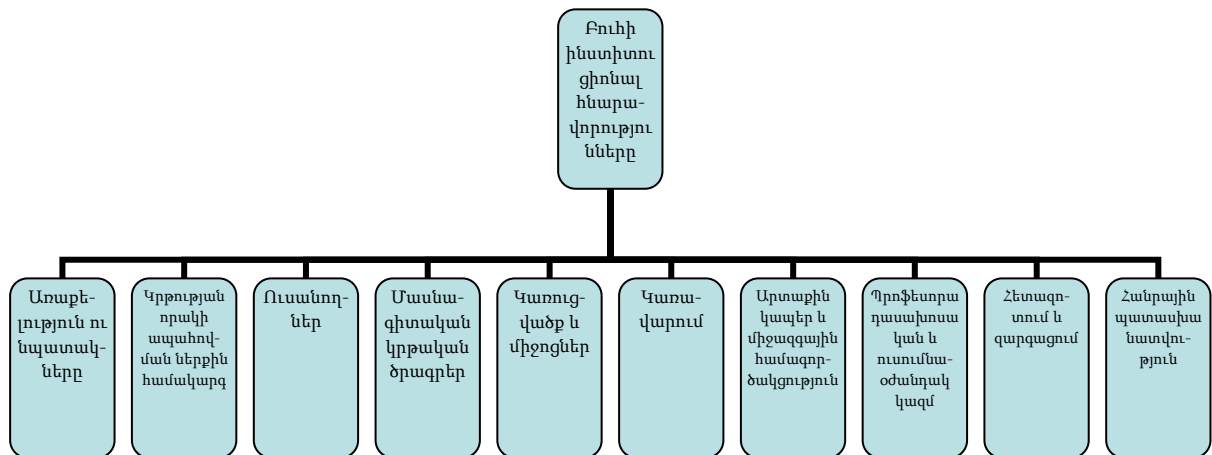 Բուհի
ինստիտու
ցիոնալ
հնարա-
վորությու
նները
Առաքե-
լություն ու
նպատակ-
ները
Կրթության
որակի
ապահով-
ման ներքին
համակարգ
Ուսանող-
ներ
Մասնա-
գիտական
կրթական
ծրագրեր
Կառուց-
վածք և
միջոցներ
Կառա-
վարում
Արտաքին
կապեր և
միջազգային
համագոր-
ծակցություն
Պրոֆեսորա
դասախոսա
կան և
ուսումնա-
օժանդակ
կազմ
Հետազո-
տում և
զարգացում
Հանրային
պատասխա
նատվու-
թյուն